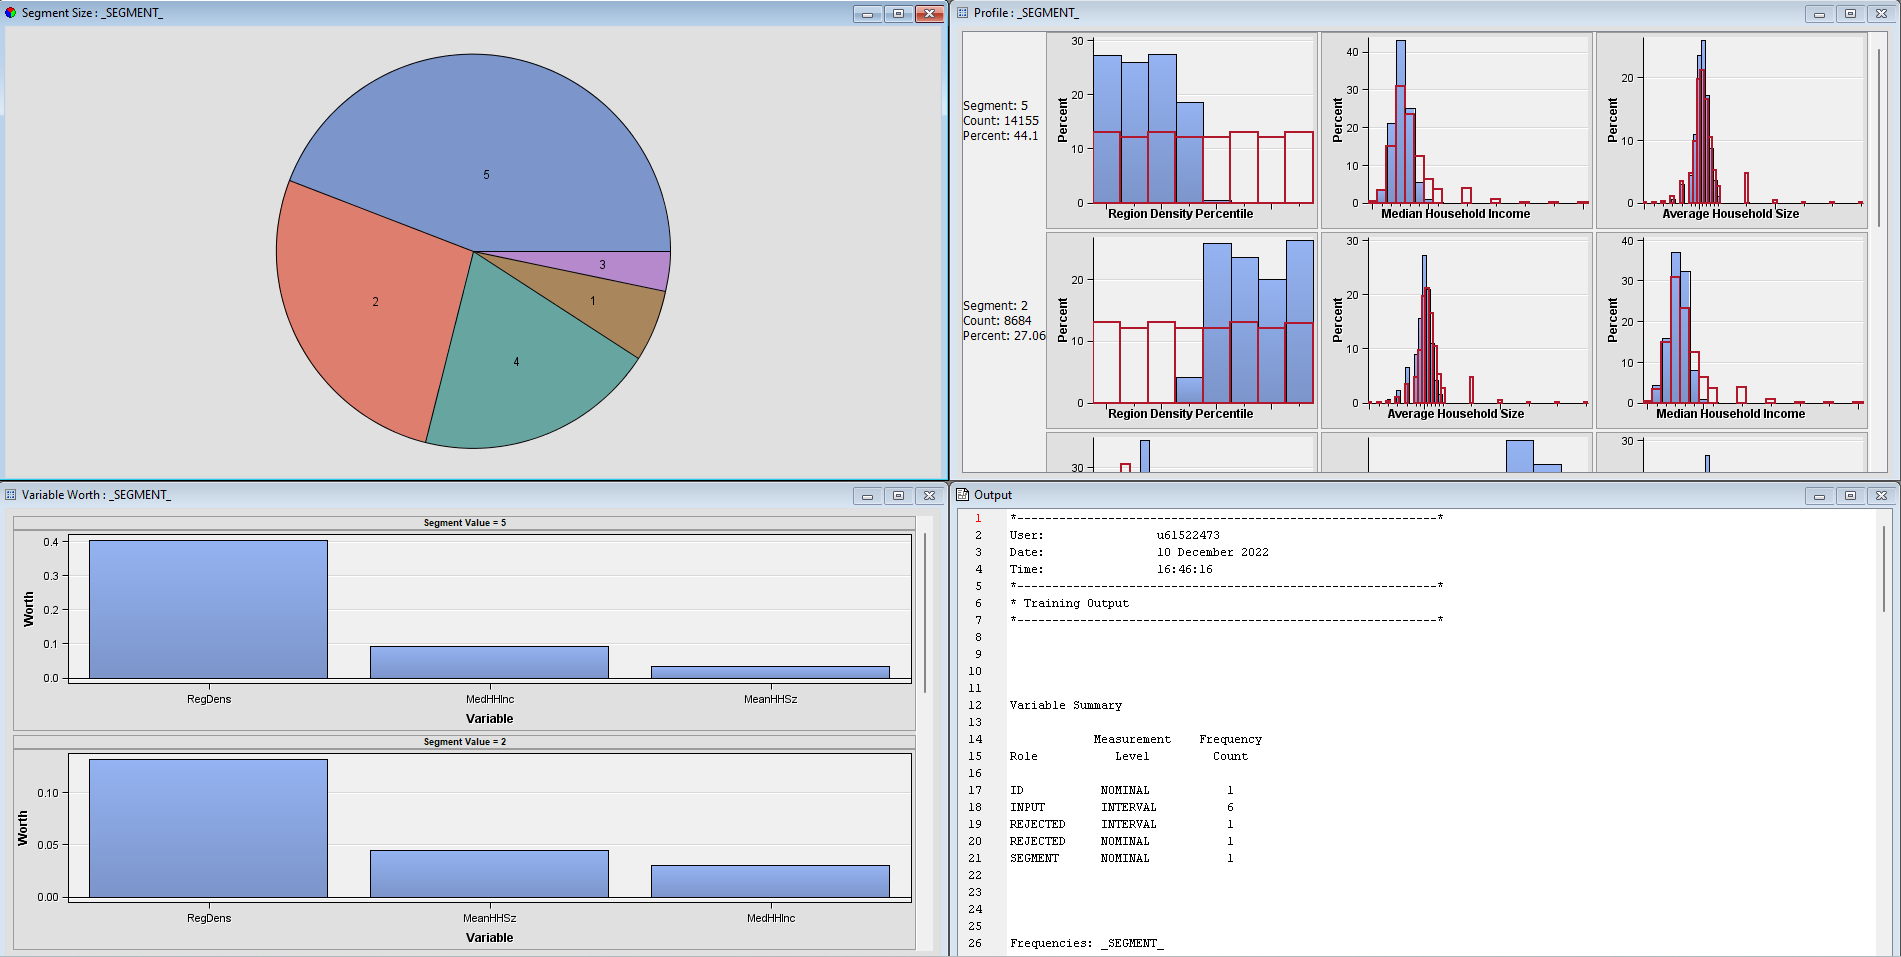 Segment Size : _SEGMENT_
5
3
1
2
4
Profile : _SEGMENT_
Segment: 5
Count: 14155
Percent: 44.1
Percent
30
20
10
0
Region Density Percentile
Percent
40
30
20
10
0
Median Household Income
Percent
20
10
0
Average Household Size
Segment: 2
Count: 8684
Percent: 27.06
Percent
20
10
0
Region Density Percentile
Percent
30
20
10
0
Average Household Size
Percent
40
30
20
10
0
Median Household Income
30
30
Variable Worth : _SEGMENT_
Segment Value = 5
Worth
0.4
0.3
0.2
0.1
0.0
RegDens MedHHInc MeanHHSz
Variable
Segment Value = 2
Worth
0.10
0.05
0.00
RegDens MeanHHSz MedHHInc
Variable
Output
1 *------------------------------------------------------------*
2 User: u61522473
3 Date: 10 December 2022
4 Time: 16:46:16
5 *------------------------------------------------------------*
6 * Training Output
7 *------------------------------------------------------------*
8
9
10
11
12 Variable Summary
13
14 Measurement Frequency
15 Role Level Count
16
17 ID NOMINAL 1
18 INPUT INTERVAL 6
19 REJECTED INTERVAL 1
20 REJECTED NOMINAL 1
21 SEGMENT NOMINAL 1
22
23
24
25
26 Frequencies: _SEGMENT_